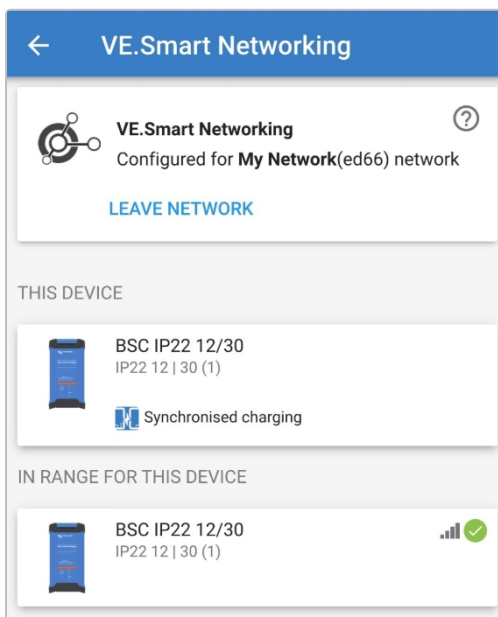 VE.Smart Networking
VE.Smart Networking
Configured for My Network(ed66) network
LEAVE NETWORK
THIS DEVICE
BSC IP22 12/30
IP22 12 | 30 (1)
Synchronised charging
IN RANGE FOR THIS DEVICE
BSC IP22 12/30
IP22 12 | 30 (1)